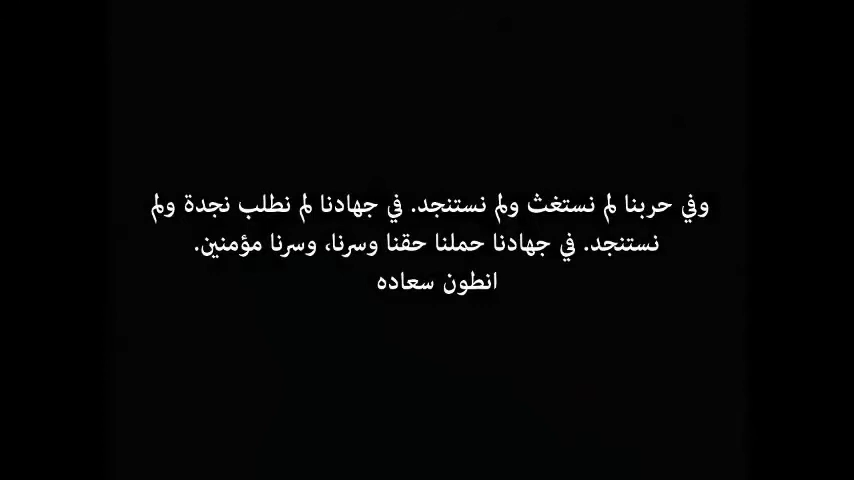 وفي حربنا لم نستغث ولم نستنجد. في جهادنا لم نطلب نجدة ولم
نستنجد. في جهادنا حملنا حقنا وسرنا، وسرنا مؤمنين.
انطون سعاده